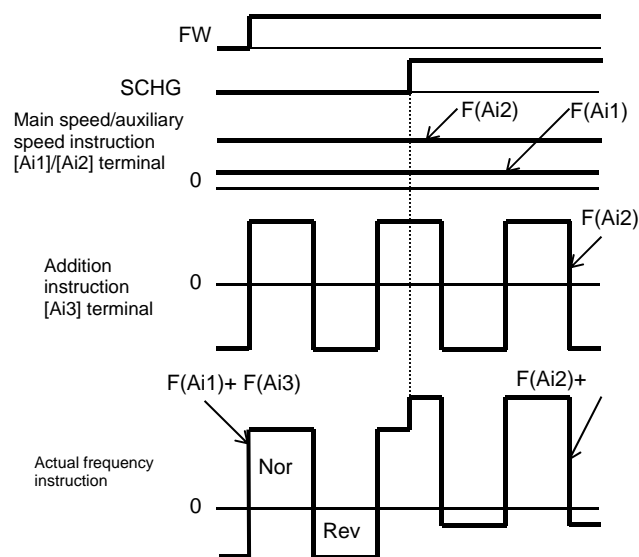 FW
SCHG
Main speed/auxiliary
speed instruction
[Ai1]/[Ai2] terminal
F(Ai2)
F(Ai1)
0
F(Ai2)
Addition
instruction
[Ai3] terminal
0
F(Ai1)+ F(Ai3)
F(Ai2)+
Actual frequency
instruction
Nor
0
Rev